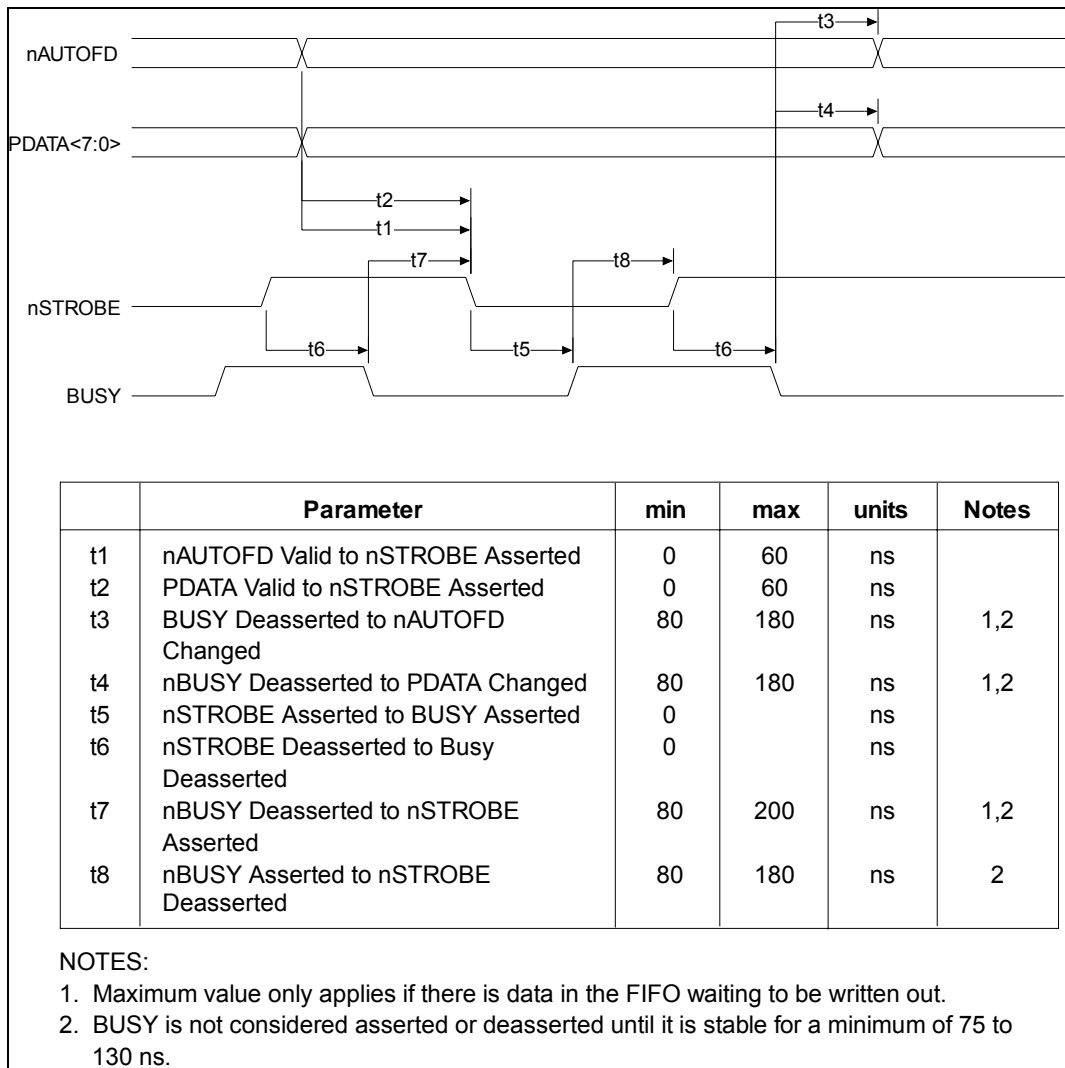 t3
nAUTOFD
t4
PDATA<7:0>
t2
t1
t7
t8
nSTROBE
t6
t5
t6
BUSY
Parameter min max units Notes
t1 nAUTOFD Valid to nSTROBE Asserted 0 60 ns
t2 PDATA Valid to nSTROBE Asserted 0 60 ns
t3 BUSY Deasserted to nAUTOFD 80 180 ns 1,2
Changed
t4 nBUSY Deasserted to PDATA Changed 80 180 ns 1,2
t5 nSTROBE Asserted to BUSY Asserted 0 ns
t6 nSTROBE Deasserted to Busy 0 ns
Deasserted
t7 nBUSY Deasserted to nSTROBE 80 200 ns 1,2
Asserted
t8 nBUSY Asserted to nSTROBE 80 180 ns 2
Deasserted
NOTES:
1. Maximum value only applies if there is data in the FIFO waiting to be written out.
2. BUSY is not considered asserted or deasserted until it is stable for a minimum of 75 to
130 ns.